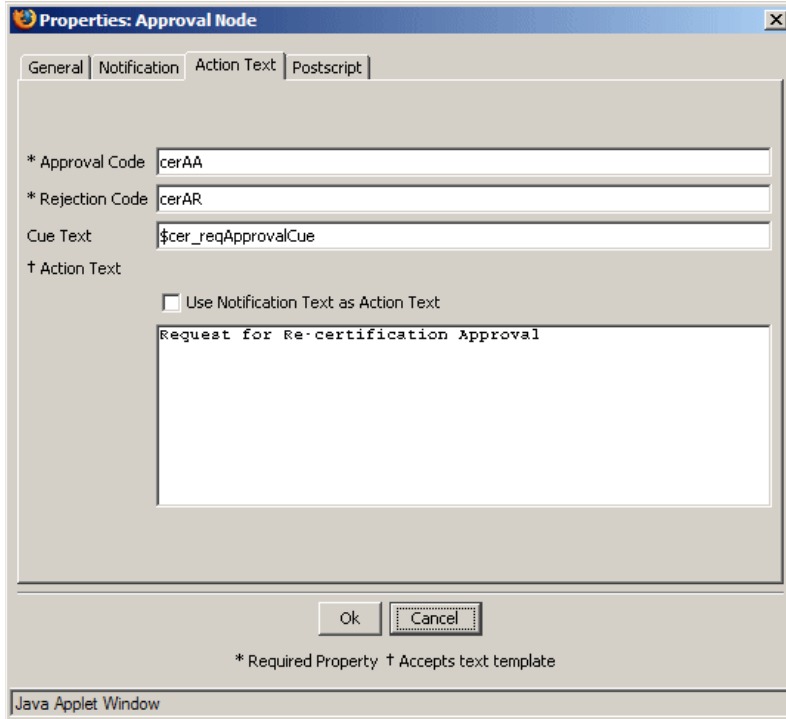 Properties: Approval Node
General Notification Action Text Postscript
* Approval Code cerAA
* Rejection Code cerAR
Cue Text $cer_reqApprovalCue
† Action Text
Use Notification Text as Action Text
Request for Re-certification Approval
Ok Cancel
* Required Property † Accepts text template
Java Applet Window